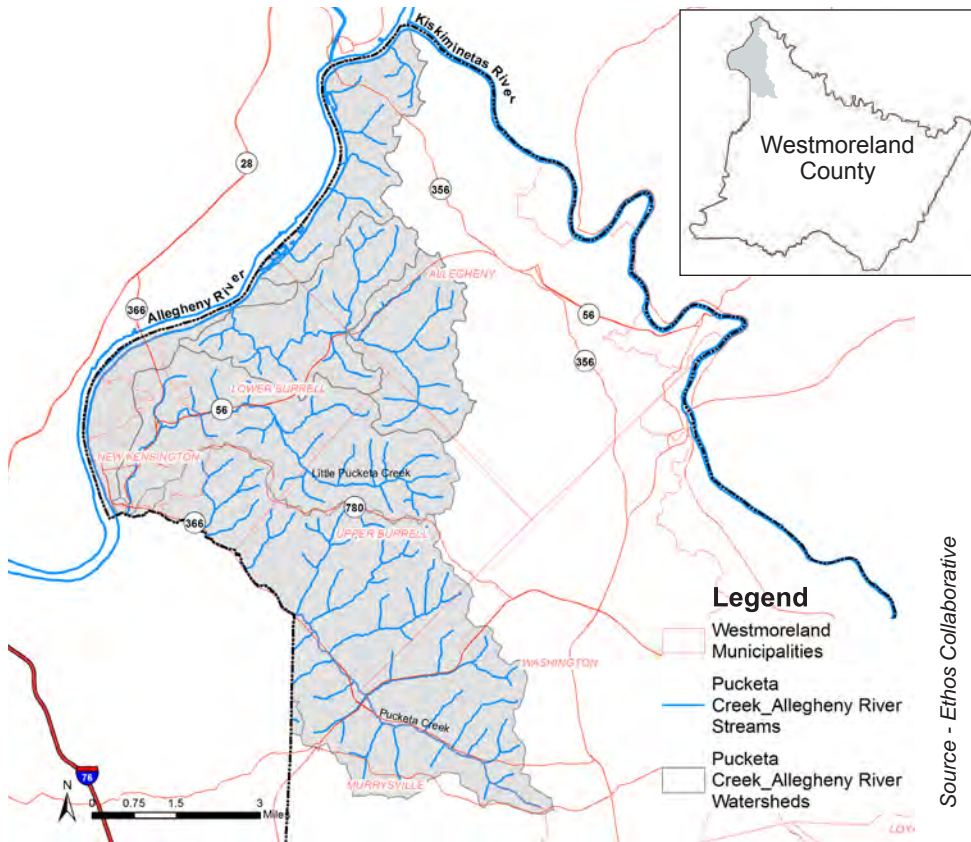 Kiskiminetas River
Westmoreland
County
28
356
ALLEGHENY
Allegheny River
366
56
356
LOWER BURRELL
56
NEW KENSINGTON
Little Pucketa Creek
780
366
UPPER BURRELL
Legend
Westmoreland
Municipalities
WASHINGTON
Pucketa
Creek_Allegheny River
Streams
Pucketa Creek
Pucketa
Creek_Allegheny River
Watersheds
MURRYSVILLE
76
N
0 0.75 1.5 3
Miles
Source - Ethos Collaborative